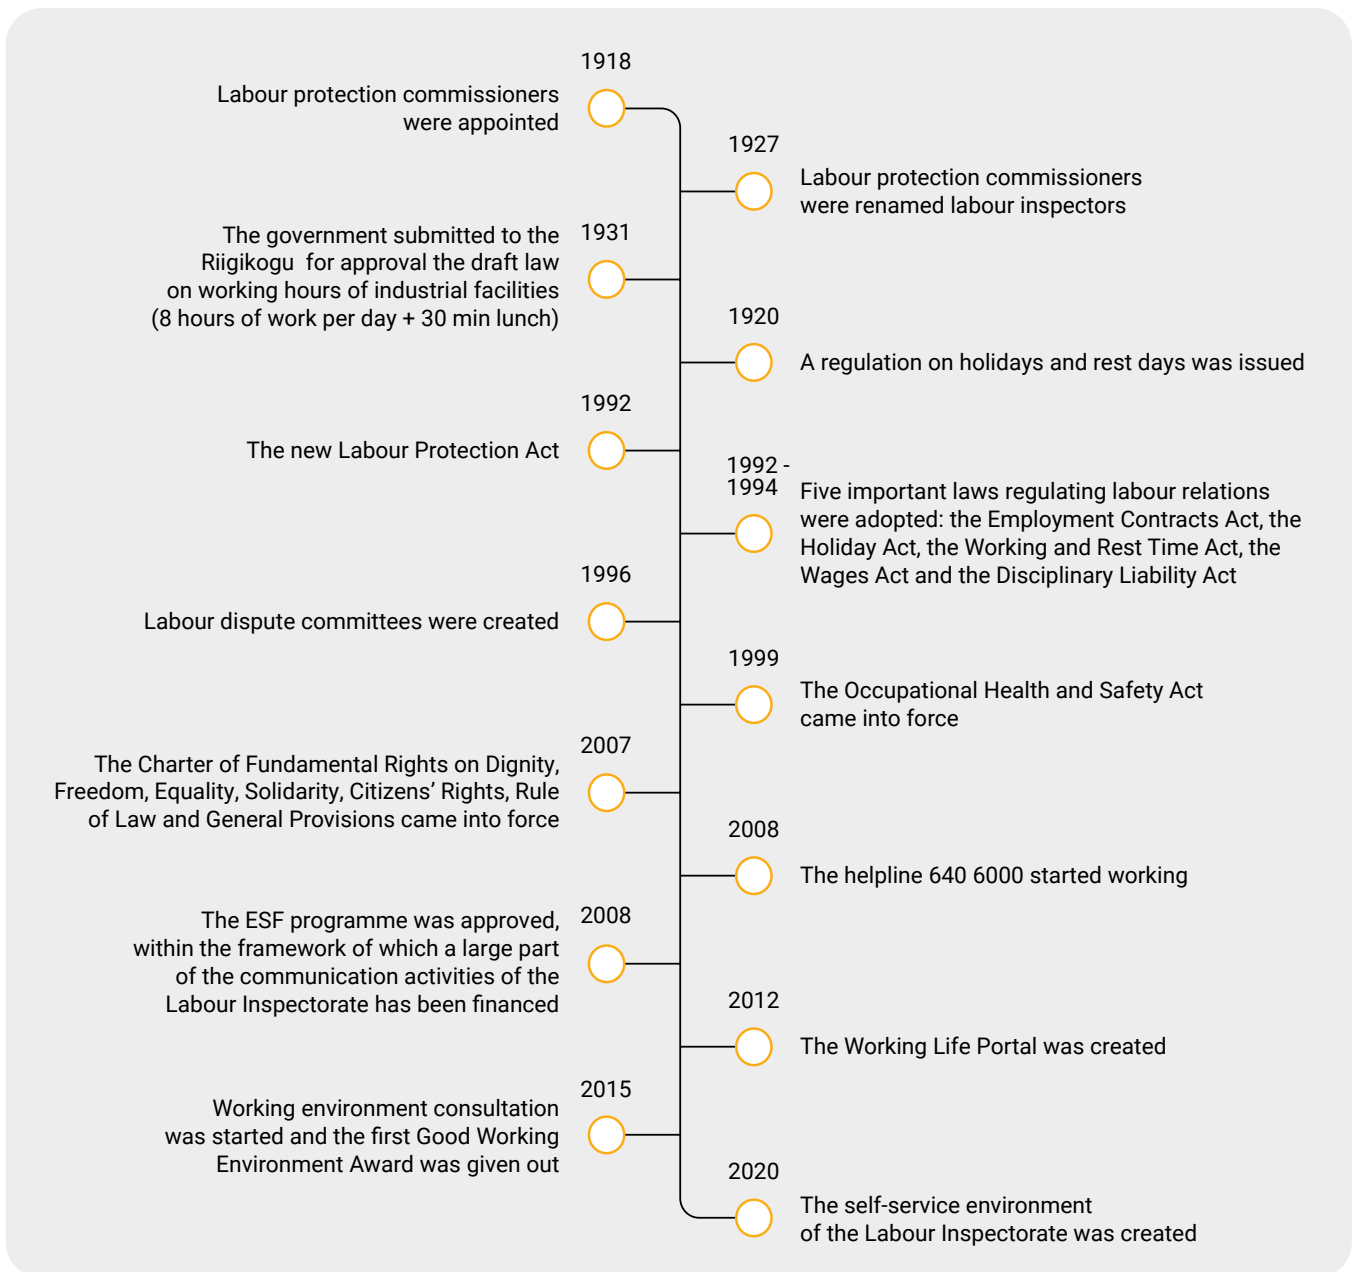 1918
Labour protection commissioners
were appointed
1927
Labour protection commissioners
were renamed labour inspectors
1931
The government submitted to the
Riigikogu for approval the draft law
on working hours of industrial facilities
(8 hours of work per day + 30 min lunch)
1920
A regulation on holidays and rest days was issued
1992
The new Labour Protection Act
1992 -
1994
Five important laws regulating labour relations
were adopted: the Employment Contracts Act, the
Holiday Act, the Working and Rest Time Act, the
Wages Act and the Disciplinary Liability Act
1996
Labour dispute committees were created
1999
The Occupational Health and Safety Act
came into force
2007
The Charter of Fundamental Rights on Dignity,
Freedom, Equality, Solidarity, Citizens’ Rights, Rule
of Law and General Provisions came into force
2008
The helpline 640 6000 started working
2008
The ESF programme was approved,
within the framework of which a large part
of the communication activities of the
Labour Inspectorate has been financed
2012
The Working Life Portal was created
2015
Working environment consultation
was started and the first Good Working
Environment Award was given out
2020
The self-service environment
of the Labour Inspectorate was created